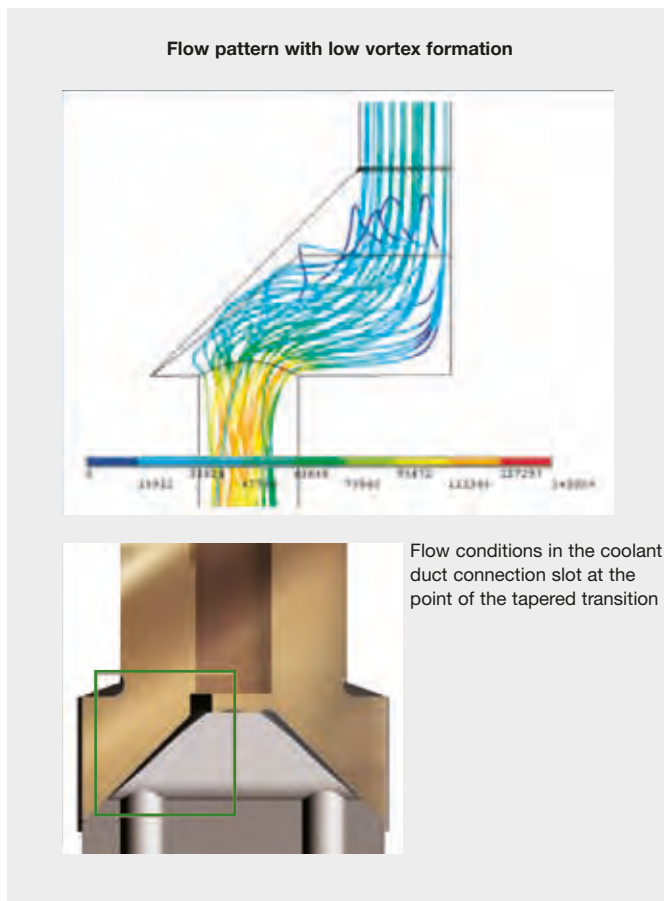 Flow pattern with low vortex formation
0
Flow conditions in the coolant
duct connection slot at the
point of the tapered transition